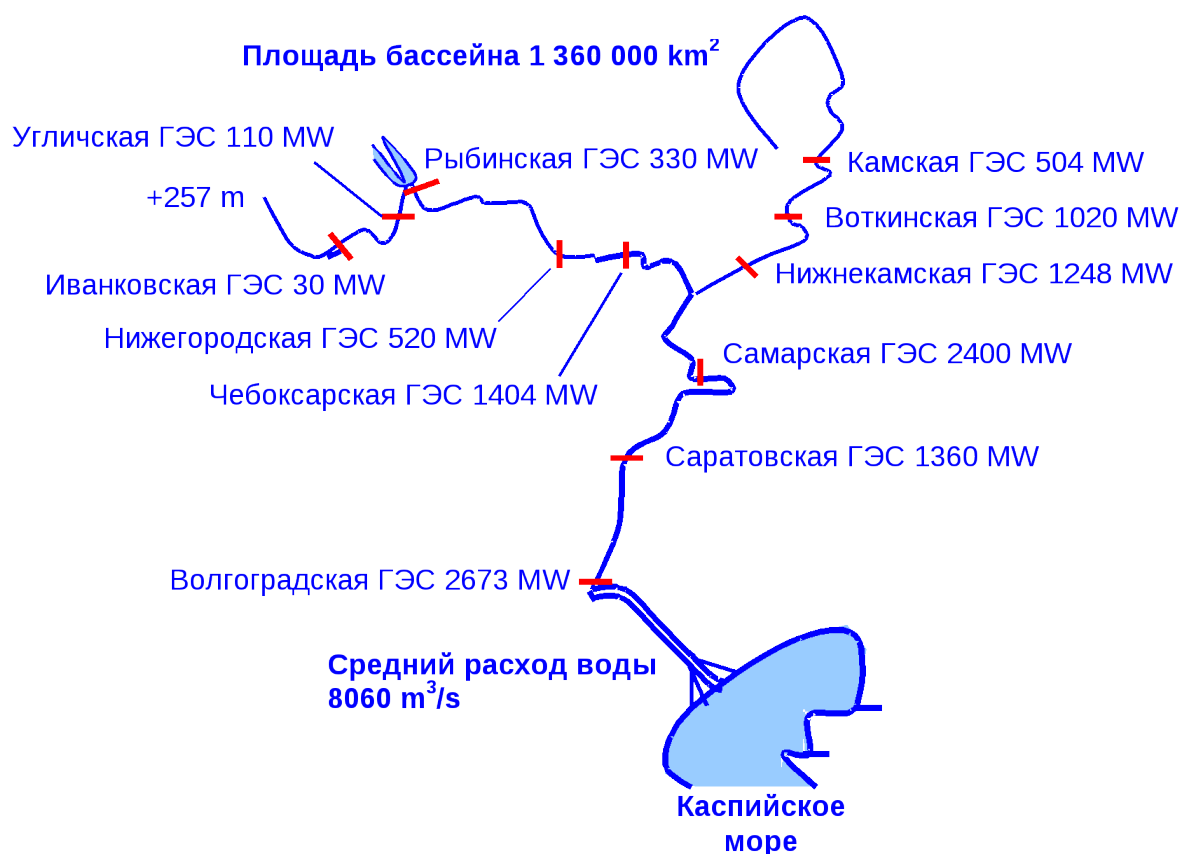 Площадь бассейна 1 360 000 km²
Угличская ГЭС 110 MW
Рыбинская ГЭС 330 MW
Камская ГЭС 504 MW
+257 m
Воткинская ГЭС 1020 MW
Иванковская ГЭС 30 MW
Нижнекамская ГЭС 1248 MW
Нижегородская ГЭС 520 MW
Самарская ГЭС 2400 MW
Чебоксарская ГЭС 1404 MW
Саратовская ГЭС 1360 MW
Волгоградская ГЭС 2673 MW
Средний расход воды
8060 m³/s
Каспийское
море